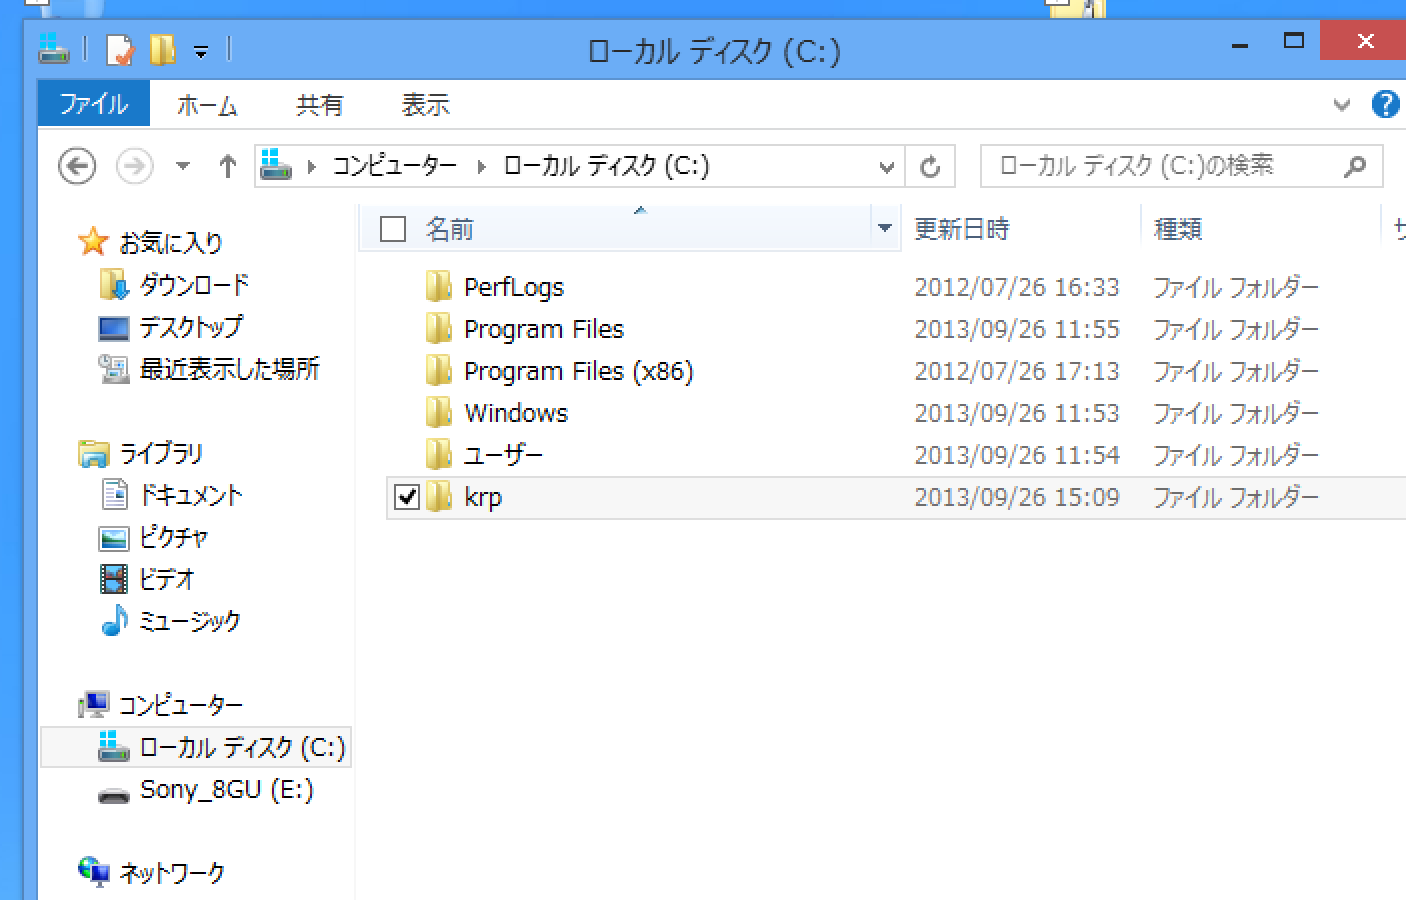 ローカル ディスク (C:)
ファイル ホーム 共有 表示
コンピューター ローカル ディスク (C:) ローカル ディスク (C:)の検索
名前 更新日時 種類
PerfLogs 2012/07/26 16:33 ファイル フォルダー
Program Files 2013/09/26 11:55 ファイル フォルダー
Program Files (x86) 2012/07/26 17:13 ファイル フォルダー
Windows 2013/09/26 11:53 ファイル フォルダー
ユーザー 2013/09/26 11:54 ファイル フォルダー
krp 2013/09/26 15:09 ファイル フォルダー
お気に入り
ダウンロード
デスクトップ
最近表示した場所
ライブラリ
ドキュメント
ピクチャ
ビデオ
ミュージック
コンピューター
ローカル ディスク (C:)
Sony_8GU (E:)
ネットワーク